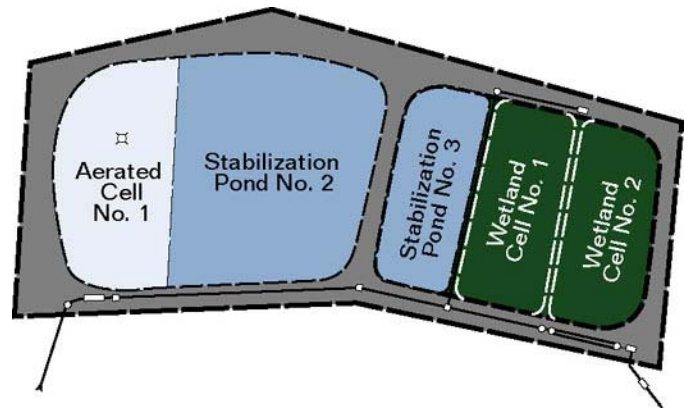 Aerated
Cell
No. 1
Stabilization
Pond No. 2
Stabilization
Pond No. 3
Wetland
Cell No. 1
Wetland
Cell No. 2